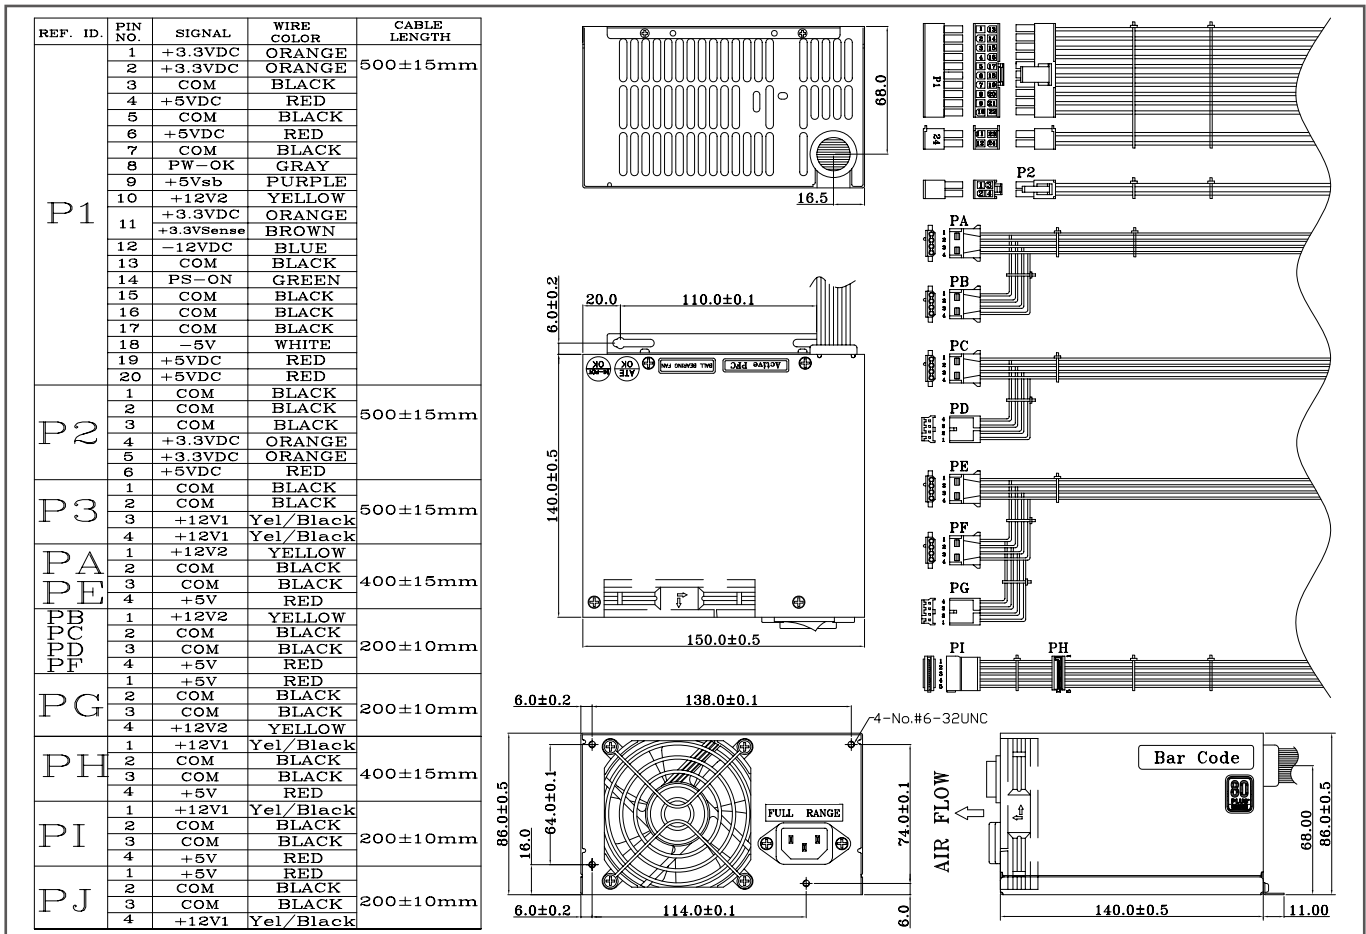 REF. ID. PIN NO. SIGNAL WIRE COLOR CABLE LENGTH
P1
1 +3.3VDC ORANGE 500±15mm
2 +3.3VDC ORANGE
3 COM BLACK
4 +5VDC RED
5 COM BLACK
6 +5VDC RED
7 COM BLACK
8 PW-OK GRAY
9 +5Vsb PURPLE
10 +12V2 YELLOW
11 +3.3VDC ORANGE
+3.3VSense BROWN
12 -12VDC BLUE
13 COM BLACK
14 PS-ON GREEN
15 COM BLACK
16 COM BLACK
17 COM BLACK
18 -5V WHITE
19 +5VDC RED
20 +5VDC RED
P2
1 COM BLACK 500±15mm
2 COM BLACK
3 COM BLACK
4 +3.3VDC ORANGE
5 +3.3VDC ORANGE
6 +5VDC RED
P3
1 COM BLACK 500±15mm
2 COM BLACK
3 +12V1 Yel/Black
4 +12V1 Yel/Black
PA
PE
1 +12V2 YELLOW 400±15mm
2 COM BLACK
3 COM BLACK
4 +5V RED
PB
PC
PD
PF
1 +12V2 YELLOW 200±10mm
2 COM BLACK
3 COM BLACK
4 +5V RED
PG
1 +5V RED 200±10mm
2 COM BLACK
3 COM BLACK
4 +12V2 YELLOW
PH
1 +12V1 Yel/Black 400±15mm
2 COM BLACK
3 COM BLACK
4 +5V RED
PI
1 +12V1 Yel/Black 200±10mm
2 COM BLACK
3 COM BLACK
4 +5V RED
PJ
1 +5V RED 200±10mm
2 COM BLACK
3 COM BLACK
4 +12V1 Yel/Black
68.0
16.5
20.0
110.0±0.1
6.0±0.2
ATE OK
BALL BEARING FAN
Active PFC
140.0±0.5
150.0±0.5
6.0±0.2
138.0±0.1
4-No.#6-32UNC
86.0±0.5
64.0±0.1
16.0
FULL RANGE
74.0±0.1
6.0±0.2
114.0±0.1
6.0
P1
24
P2
PA
PB
PC
PD
PE
PF
PG
PI
PH
AIR FLOW
Bar Code
80
PLUS
68.00
86.0±0.5
140.0±0.5
11.00